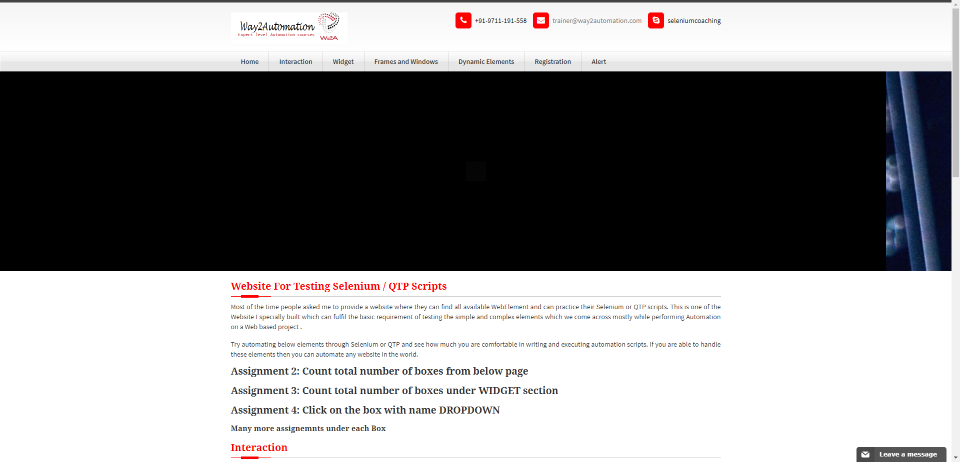 Way2Automation
Expert level Automation courses
W2A
+91-9711-191-558
trainer@way2automation.com
seleniumcoaching
Home
Interaction
Widget
Frames and Windows
Dynamic Elements
Registration
Alert
Website For Testing Selenium / QTP Scripts
Most of the time people asked me to provide a website where they can find all available WebElement and can practice their Selenium or QTP scripts. This is one of the
Website I specially built which can fulfil the basic requirement of testing the simple and complex elements which we come across mostly while performing Automation
on a Web based project .
Try automating below elements through Selenium or QTP and see how much you are comfortable in writing and executing automation scripts. If you are able to handle
these elements then you can automate any website in the world.
Assignment 2: Count total number of boxes from below page
Assignment 3: Count total number of boxes under WIDGET section
Assignment 4: Click on the box with name DROPDOWN
Many more assignemnts under each Box
Interaction
Leave a message